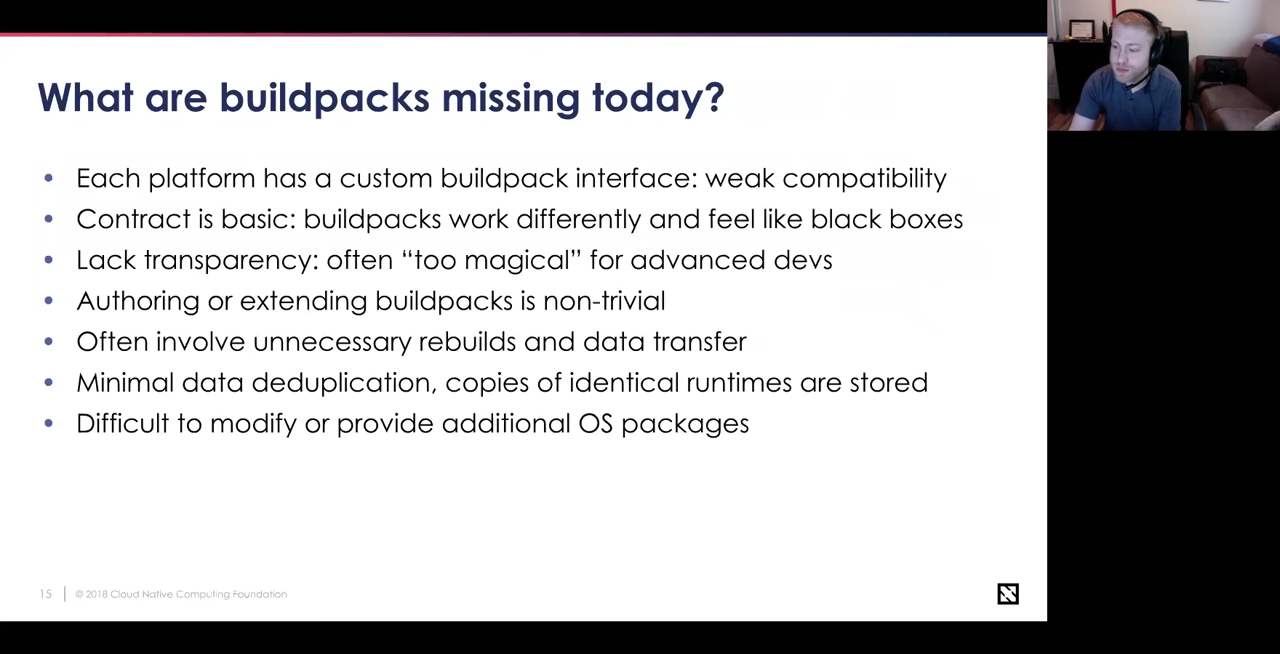 What are buildpacks missing today?
• Each platform has a custom buildpack interface: weak compatibility
• Contract is basic: buildpacks work differently and feel like black boxes
• Lack transparency: often “too magical” for advanced devs
• Authoring or extending buildpacks is non-trivial
• Often involve unnecessary rebuilds and data transfer
• Minimal data deduplication, copies of identical runtimes are stored
• Difficult to modify or provide additional OS packages
15 | © 2018 Cloud Native Computing Foundation